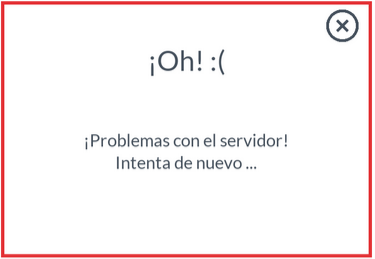 ¡Oh! :(
¡Problemas con el servidor!
Intenta de nuevo ...